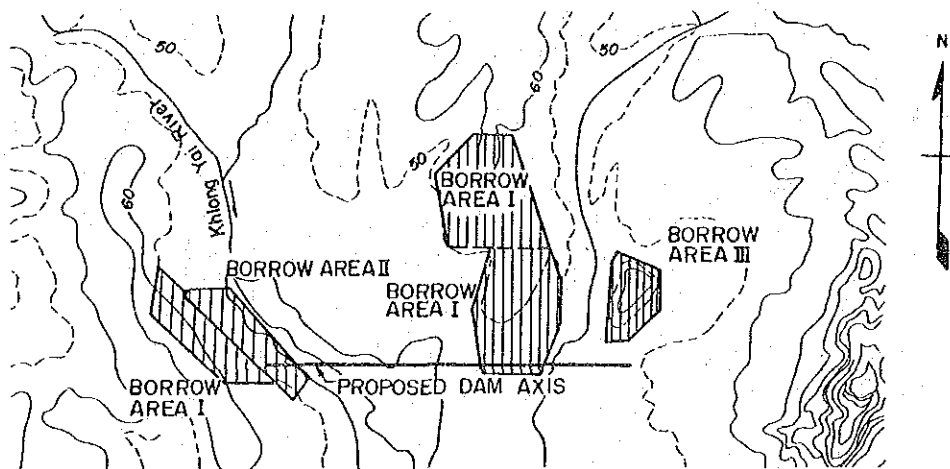 50
50
N
60
Khlong Yai River
50
BORROW
AREA I
60
BORROW
AREA III
BORROW AREA II
BORROW
AREA I
BORROW
AREA I
PROPOSED DAM AXIS